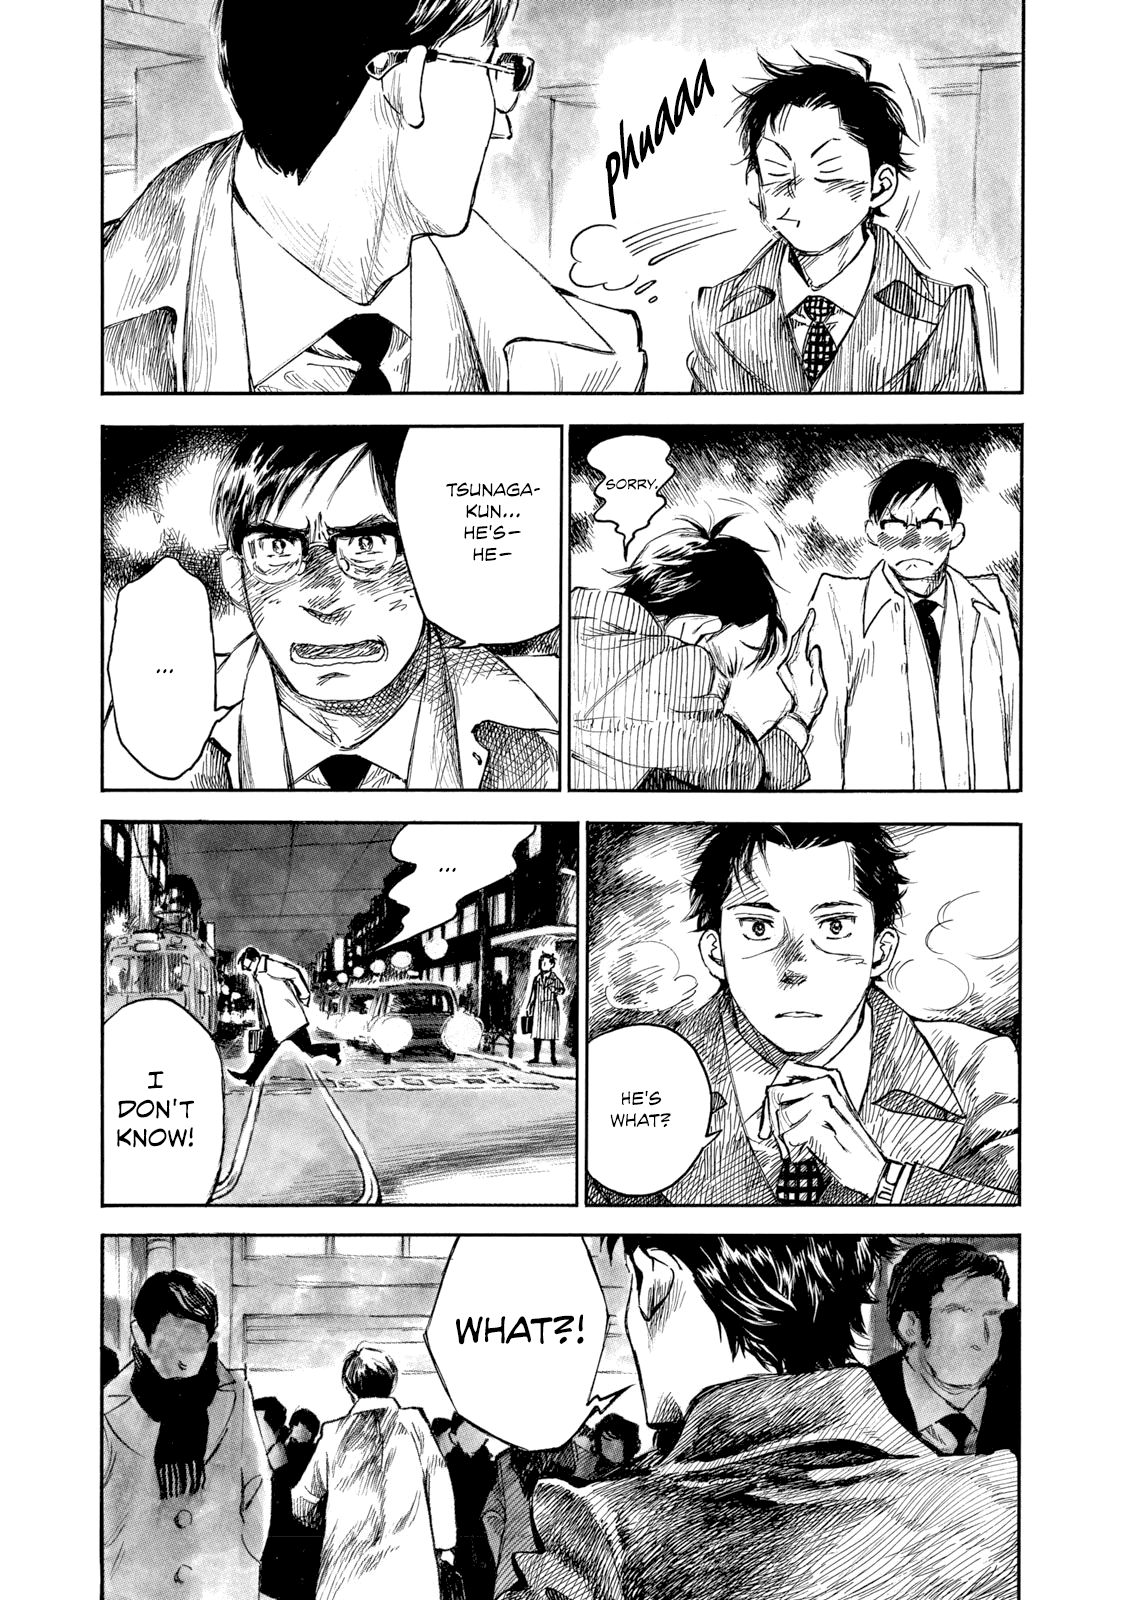 phuaaa
SORRY.
TSUNAGA-
KUN...
HE'S—
HE—
...
HE'S
WHAT?
...
I
DON'T
KNOW!
WHAT?!